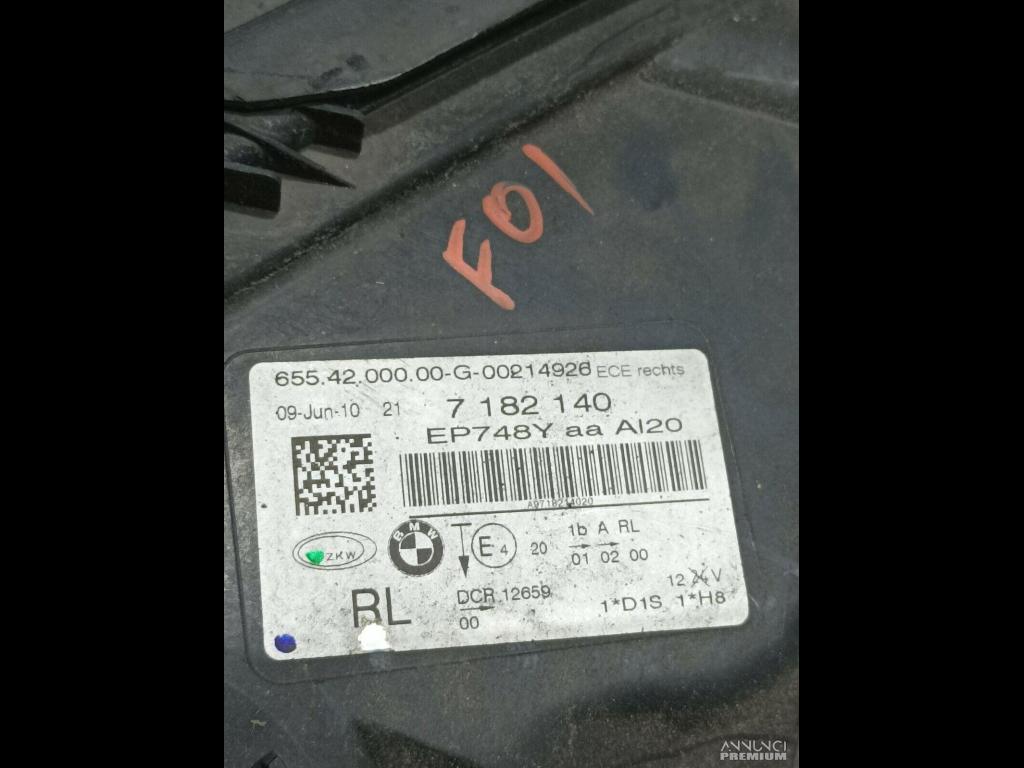 F01
655.42.000.00-G-00214926 ECE rechts
09-Jun-10 21 7 182 140
EP748Y aa AI20
A9718214020
ZKW
BMW
E4 20 1b A RL
01 02 00
RL
DCR 12659
00
12 24 V
1*D1S 1*H8
ANNUNCI
PREMIUM